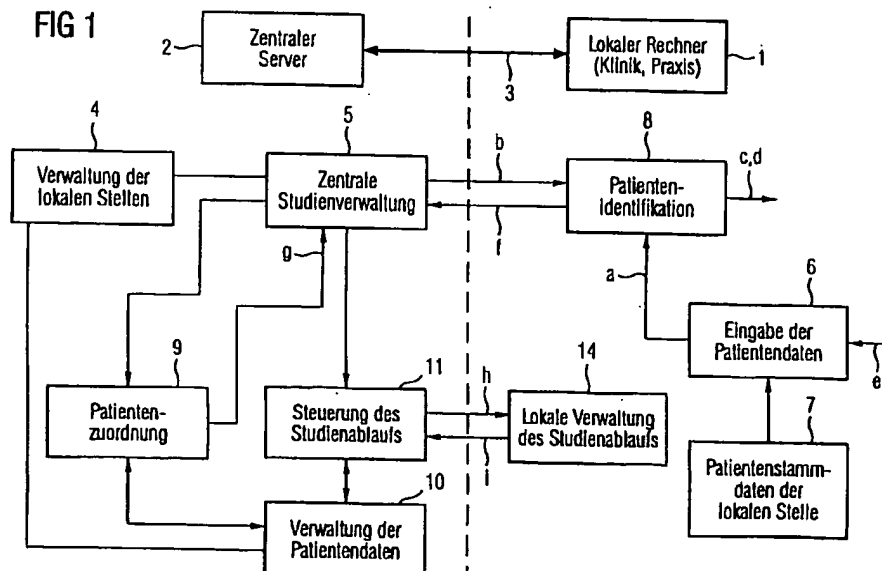 FIG 1
2
Zentraler
Server
3
Lokaler Rechner
(Klinik, Praxis)
1
4
Verwaltung der
lokalen Stellen
5
Zentrale
Studienverwaltung
b
f
8
Patienten-
identifikation
c,d
g
a
6
Eingabe der
Patientendaten
e
9
Patienten-
zuordnung
11
Steuerung des
Studienablaufs
h
i
14
Lokale Verwaltung
des Studienablaufs
7
Patientenstamm-
daten der
lokalen Stelle
10
Verwaltung der
Patientendaten